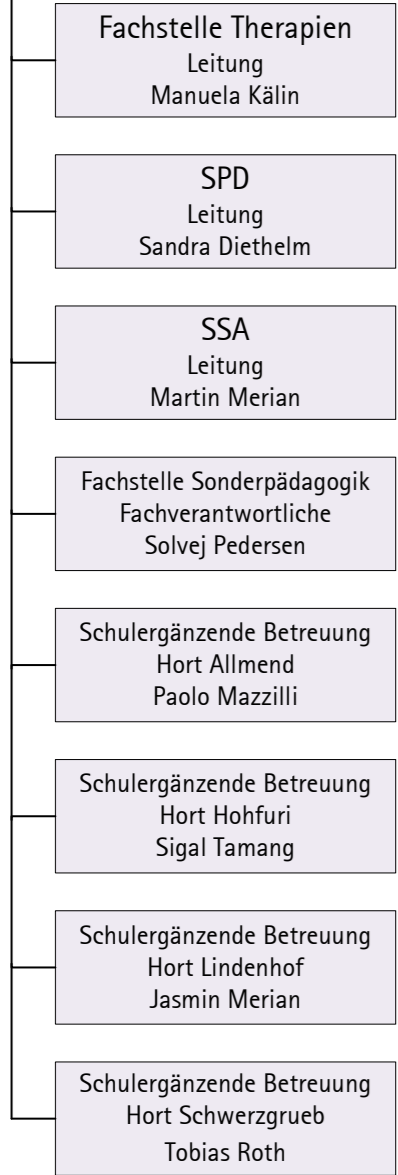 Fachstelle Therapien
Leitung
Manuela Kälin
SPD
Leitung
Sandra Diethelm
SSA
Leitung
Martin Merian
Fachstelle Sonderpädagogik
Fachverantwortliche
Solvej Pedersen
Schulergänzende Betreuung
Hort Allmend
Paolo Mazzilli
Schulergänzende Betreuung
Hort Hohfuri
Sigal Tamang
Schulergänzende Betreuung
Hort Lindenhof
Jasmin Merian
Schulergänzende Betreuung
Hort Schwerzgrueb
Tobias Roth